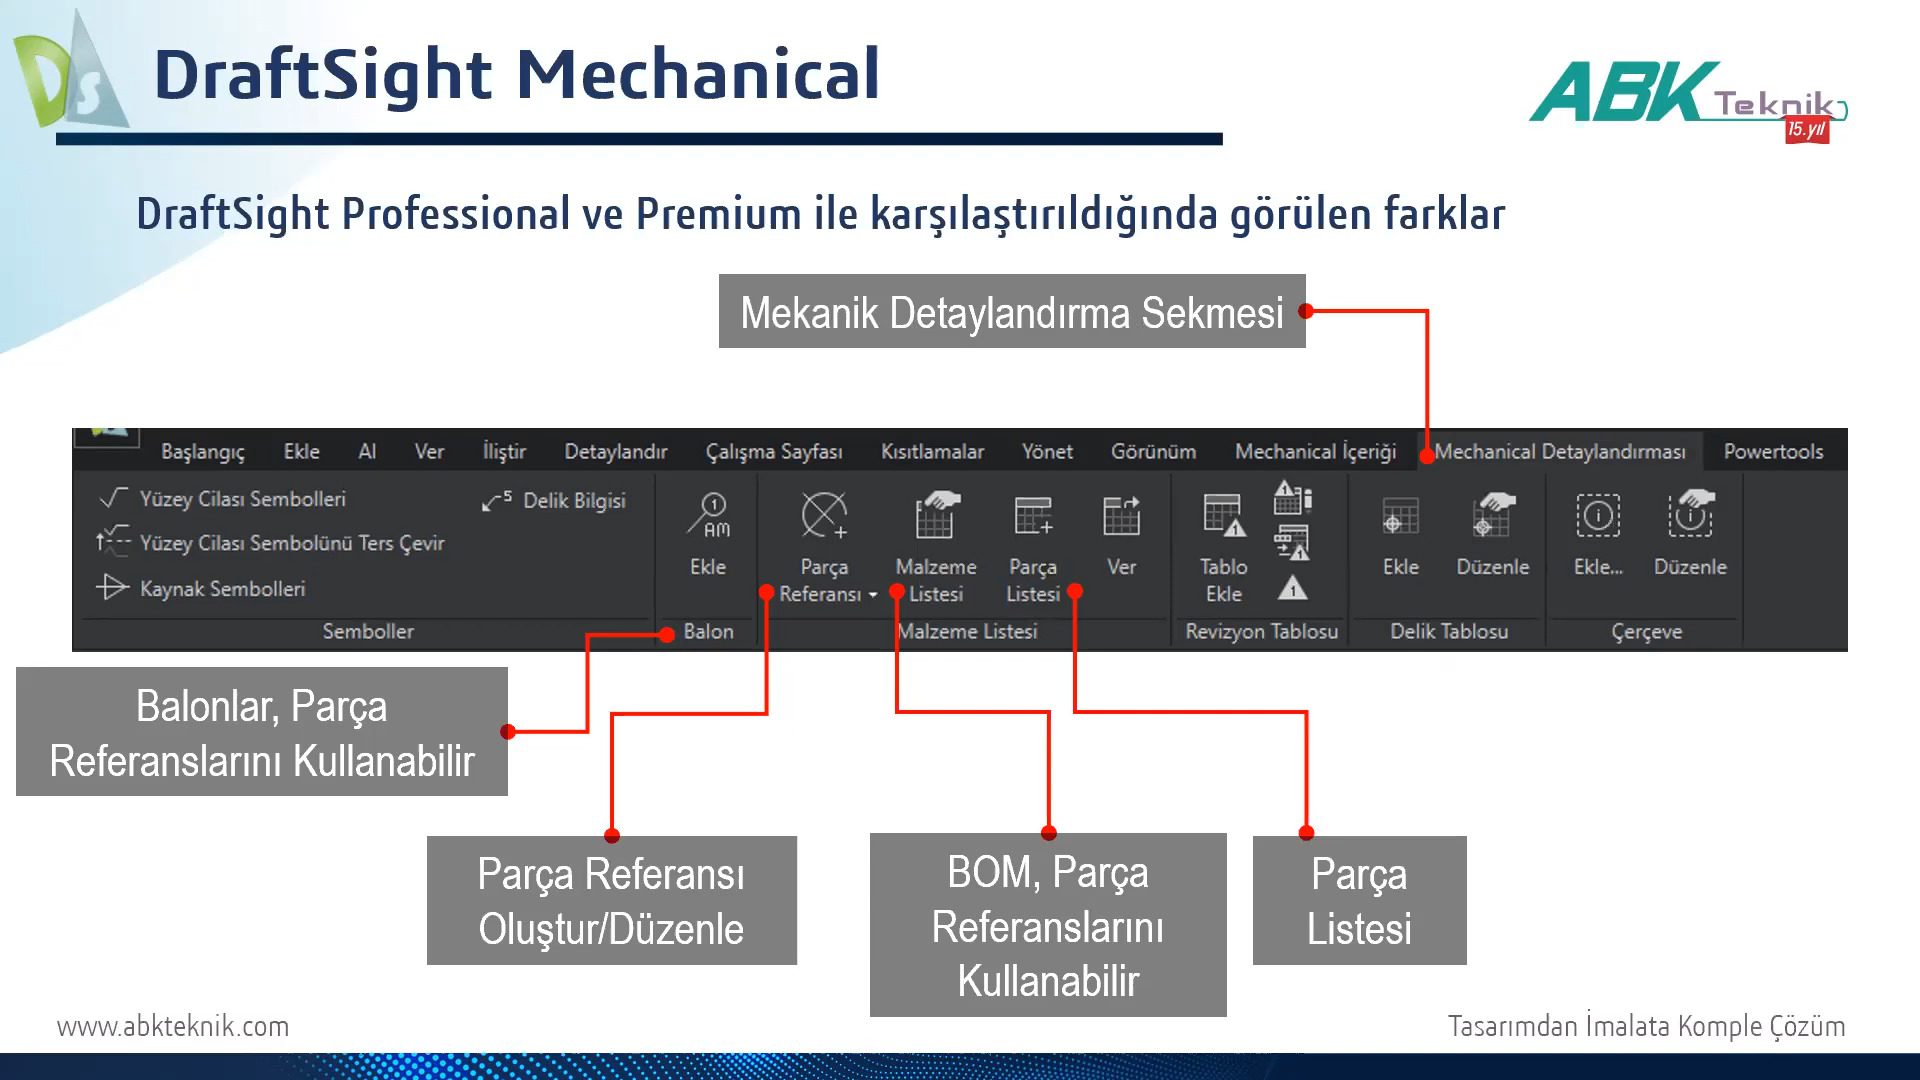 DraftSight Mechanical
DS
ABK Teknik
15.yıl
DraftSight Professional ve Premium ile karşılaştırıldığında görülen farklar
Mekanik Detaylandırma Sekmesi
Başlangıç Ekle AI Ver İliştir Detaylandır Çalışma Sayfası Kısıtlamalar Yönet Görünüm Mechanical İçeriği Mechanical Detaylandırması Powertools
Yüzey Cilası Sembolleri
Delik Bilgisi
Yüzey Cilası Sembolünü Ters Çevir
Kaynak Sembolleri
Semboller
AM
Ekle
Balon
Parça
Referansı
Malzeme
Listesi
Parça
Listesi
Ver
Malzeme Listesi
Tablo
Ekle
Revizyon Tablosu
Ekle
Düzenle
Delik Tablosu
Ekle...
Düzenle
Çerçeve
Balonlar, Parça
Referanslarını Kullanabilir
Parça Referansı
Oluştur/Düzenle
BOM, Parça
Referanslarını
Kullanabilir
Parça
Listesi
www.abkteknik.com
Tasarımdan İmalata Komple Çözüm